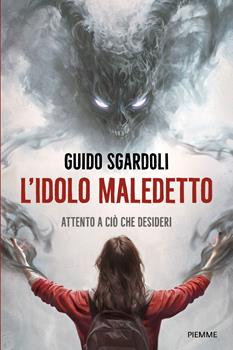 GUIDO SGARDOLI
L'IDOLO MALEDETTO
ATTENTO A CIÒ CHE DESIDERI
PIEMME